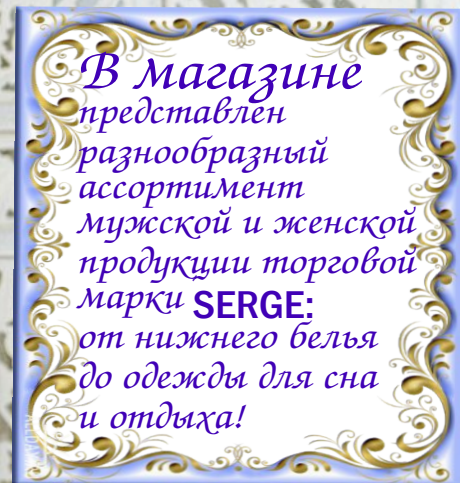 В магазине
представлен
разнообразный
ассортимент
мужской и женской
продукции торговой
марки SERGE:
от нижнего белья
до одежды для сна
и отдыха!